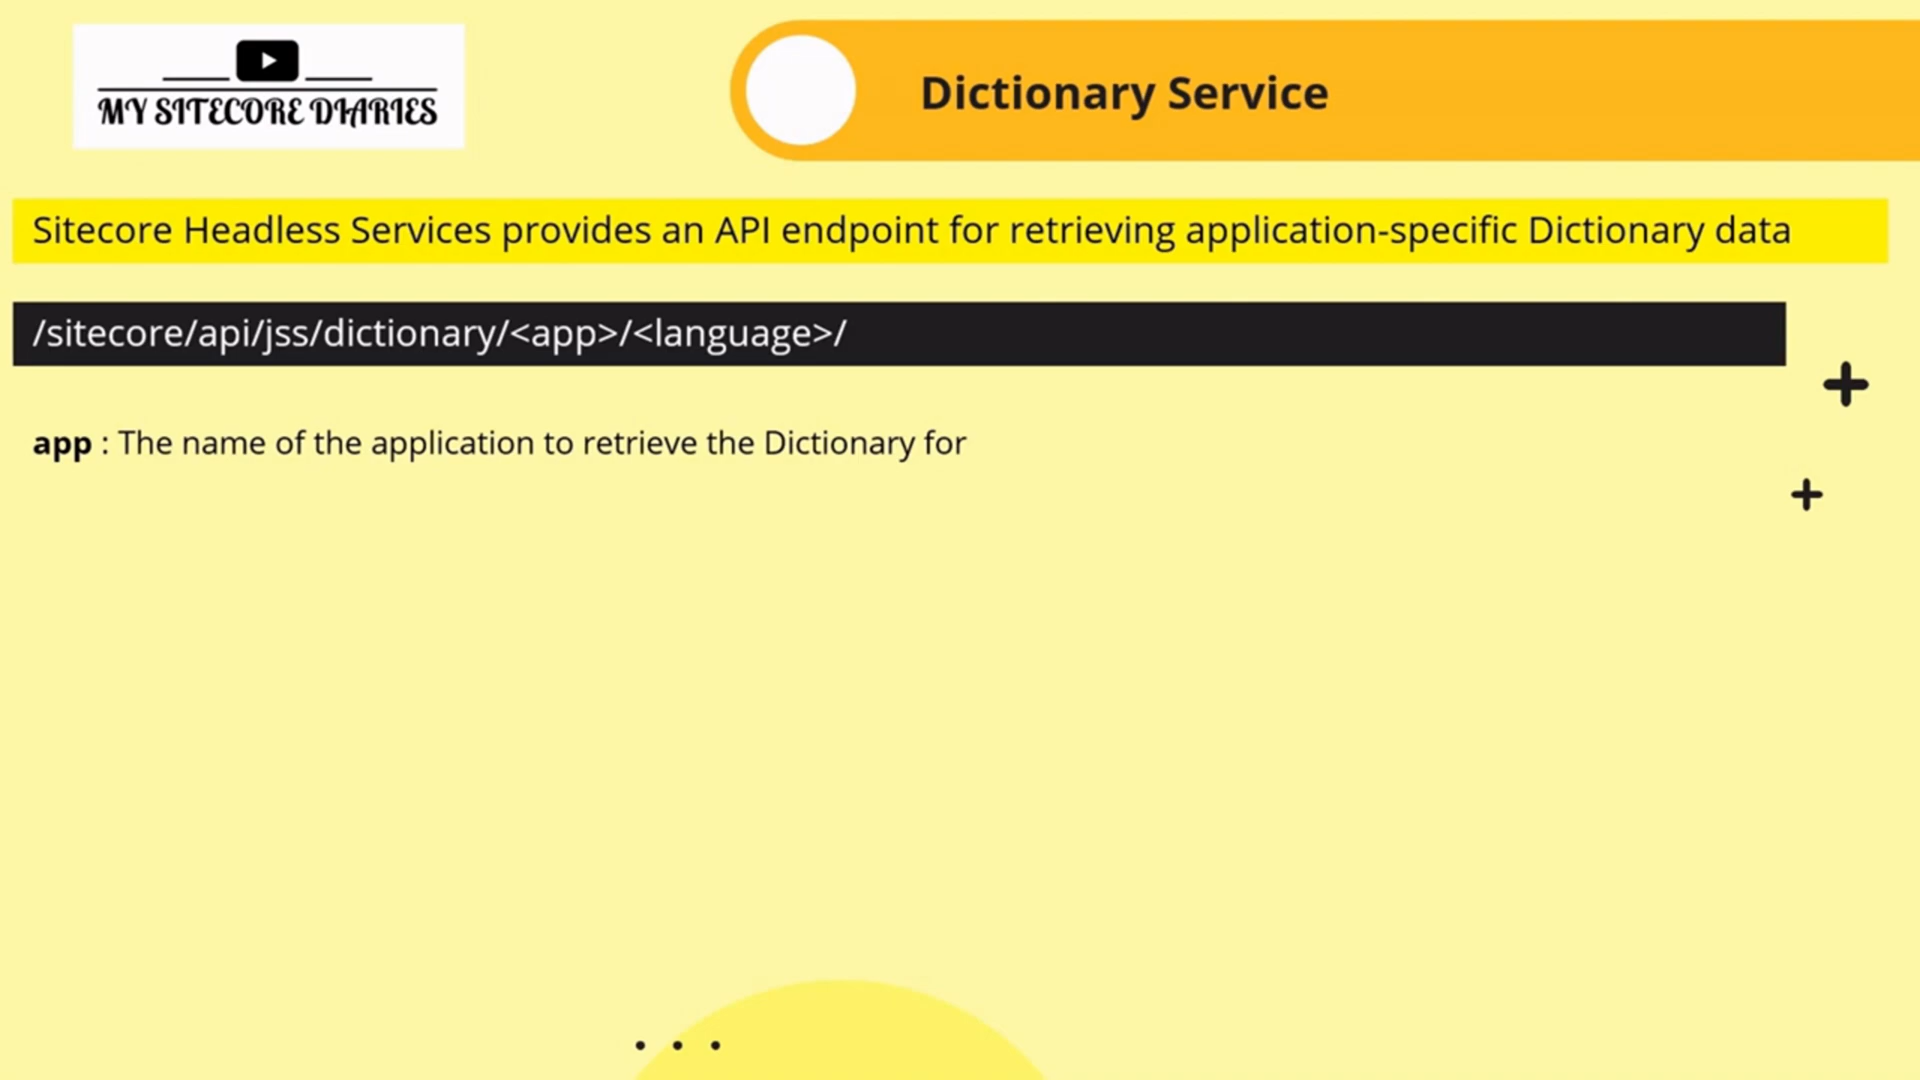 MY SITECORE DIARIES
Dictionary Service
Sitecore Headless Services provides an API endpoint for retrieving application-specific Dictionary data
/sitecore/api/jss/dictionary/<app>/<language>/
app : The name of the application to retrieve the Dictionary for